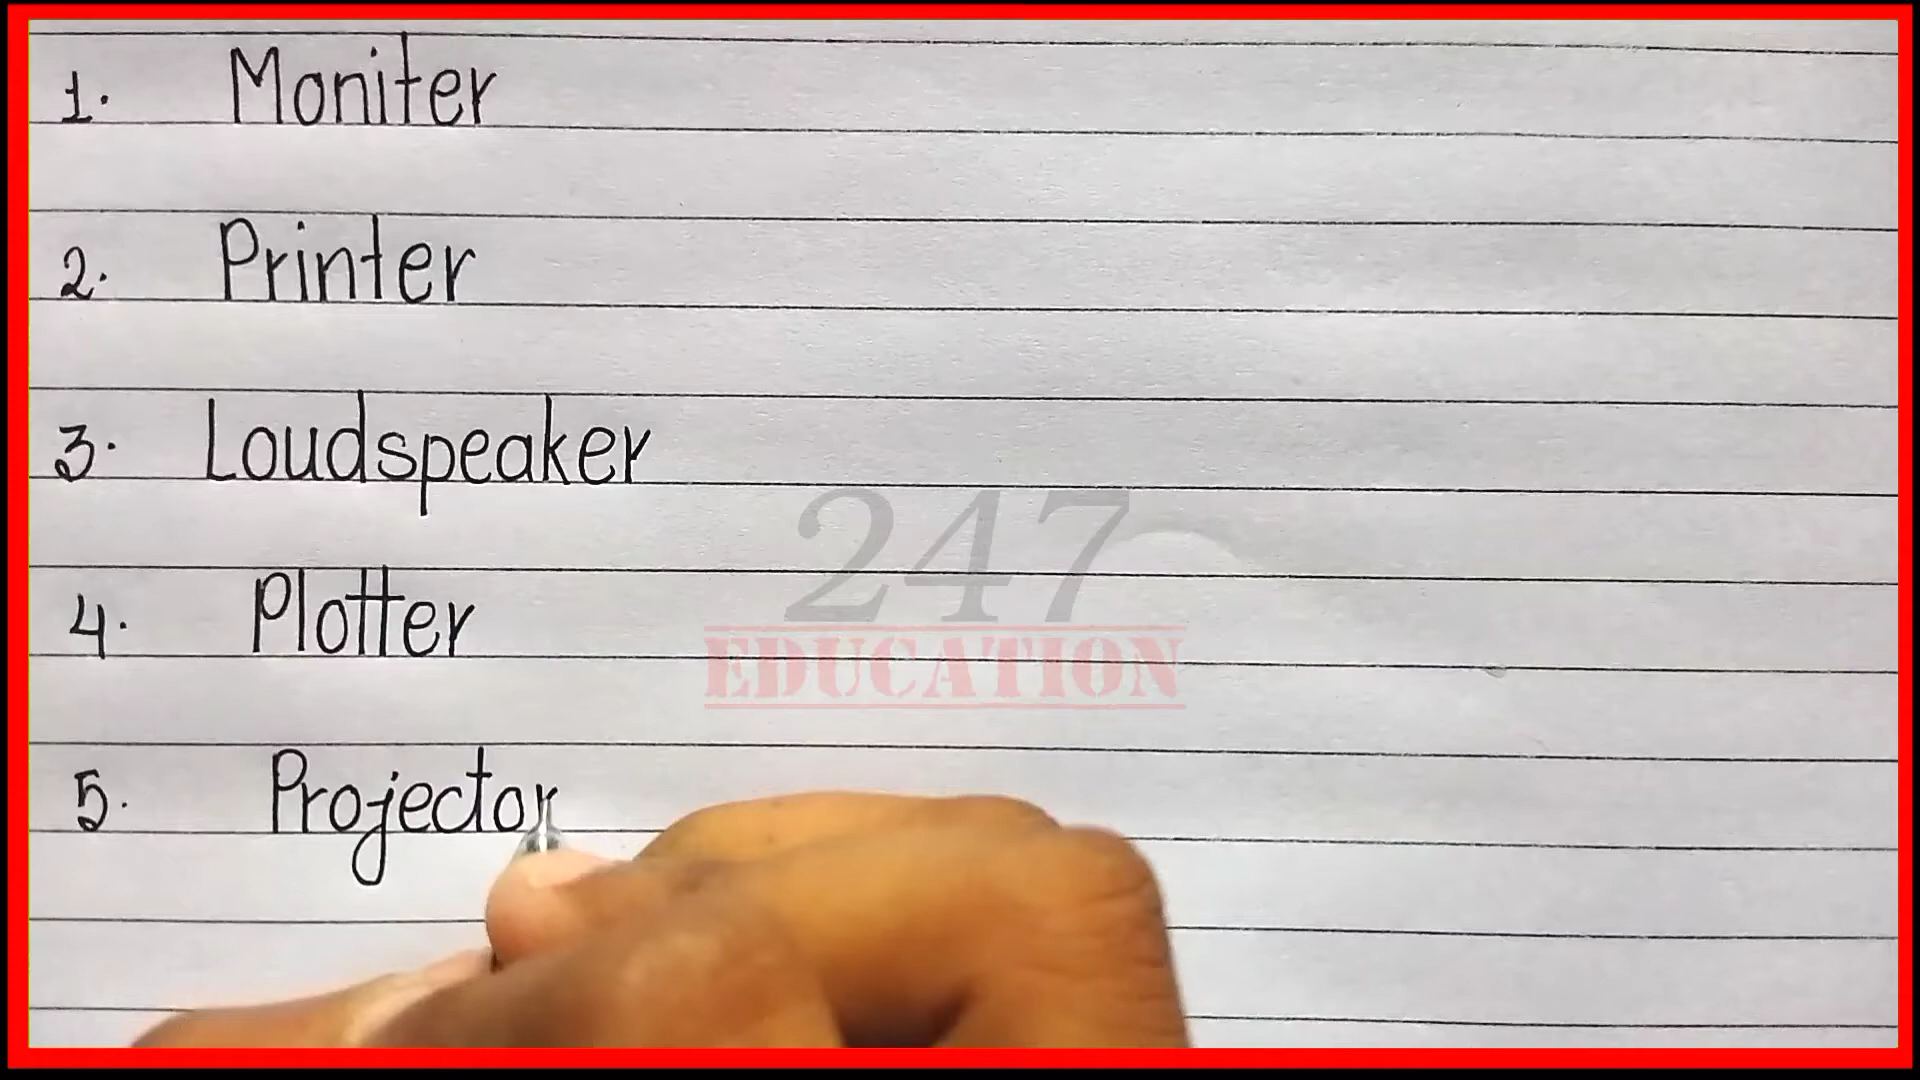 1. Moniter
2. Printer
3. Loudspeaker
4. Plotter
5. Projector
247
EDUCATION